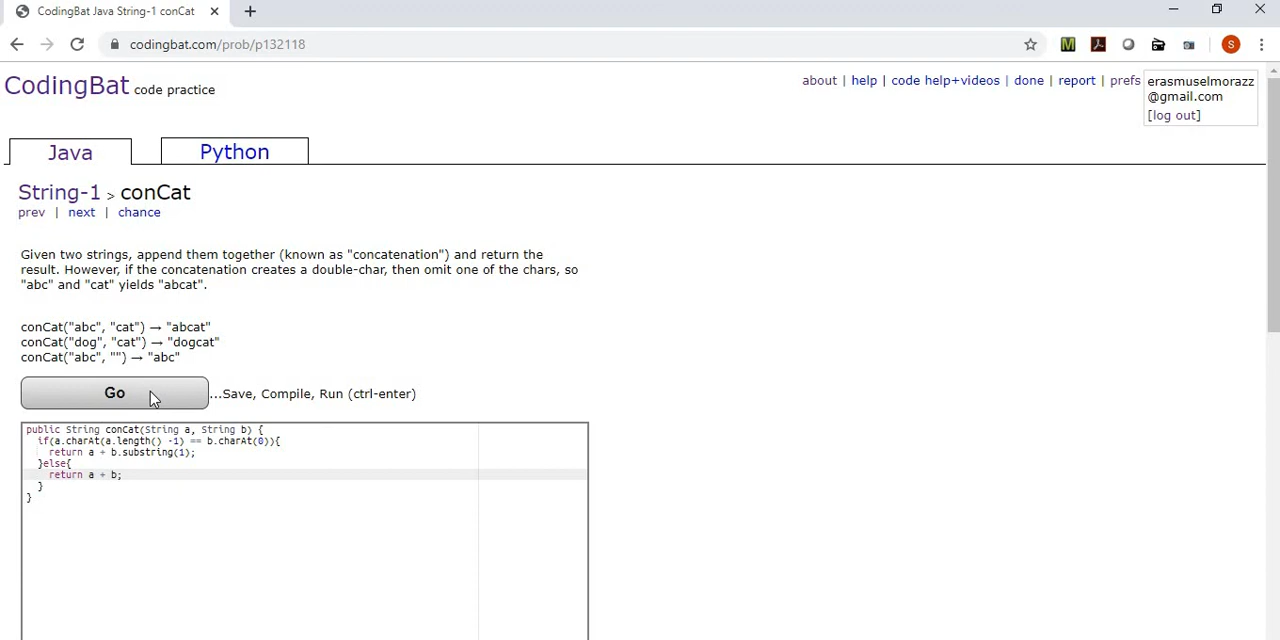 CodingBat Java String-1 conCat
codingbat.com/prob/p132118
S
CodingBat code practice
about | help | code help+videos | done | report | prefs
erasmuselmorazz
@gmail.com
[log out]
Java
Python
String-1 > conCat
prev | next | chance
Given two strings, append them together (known as "concatenation") and return the
result. However, if the concatenation creates a double-char, then omit one of the chars, so
"abc" and "cat" yields "abcat".
conCat("abc", "cat") → "abcat"
conCat("dog", "cat") → "dogcat"
conCat("abc", "") → "abc"
Go ...Save, Compile, Run (ctrl-enter)
public String conCat(String a, String b) {
if(a.charAt(a.length() -1) == b.charAt(0)){
return a + b.substring(1);
}else{
return a + b;
}
}